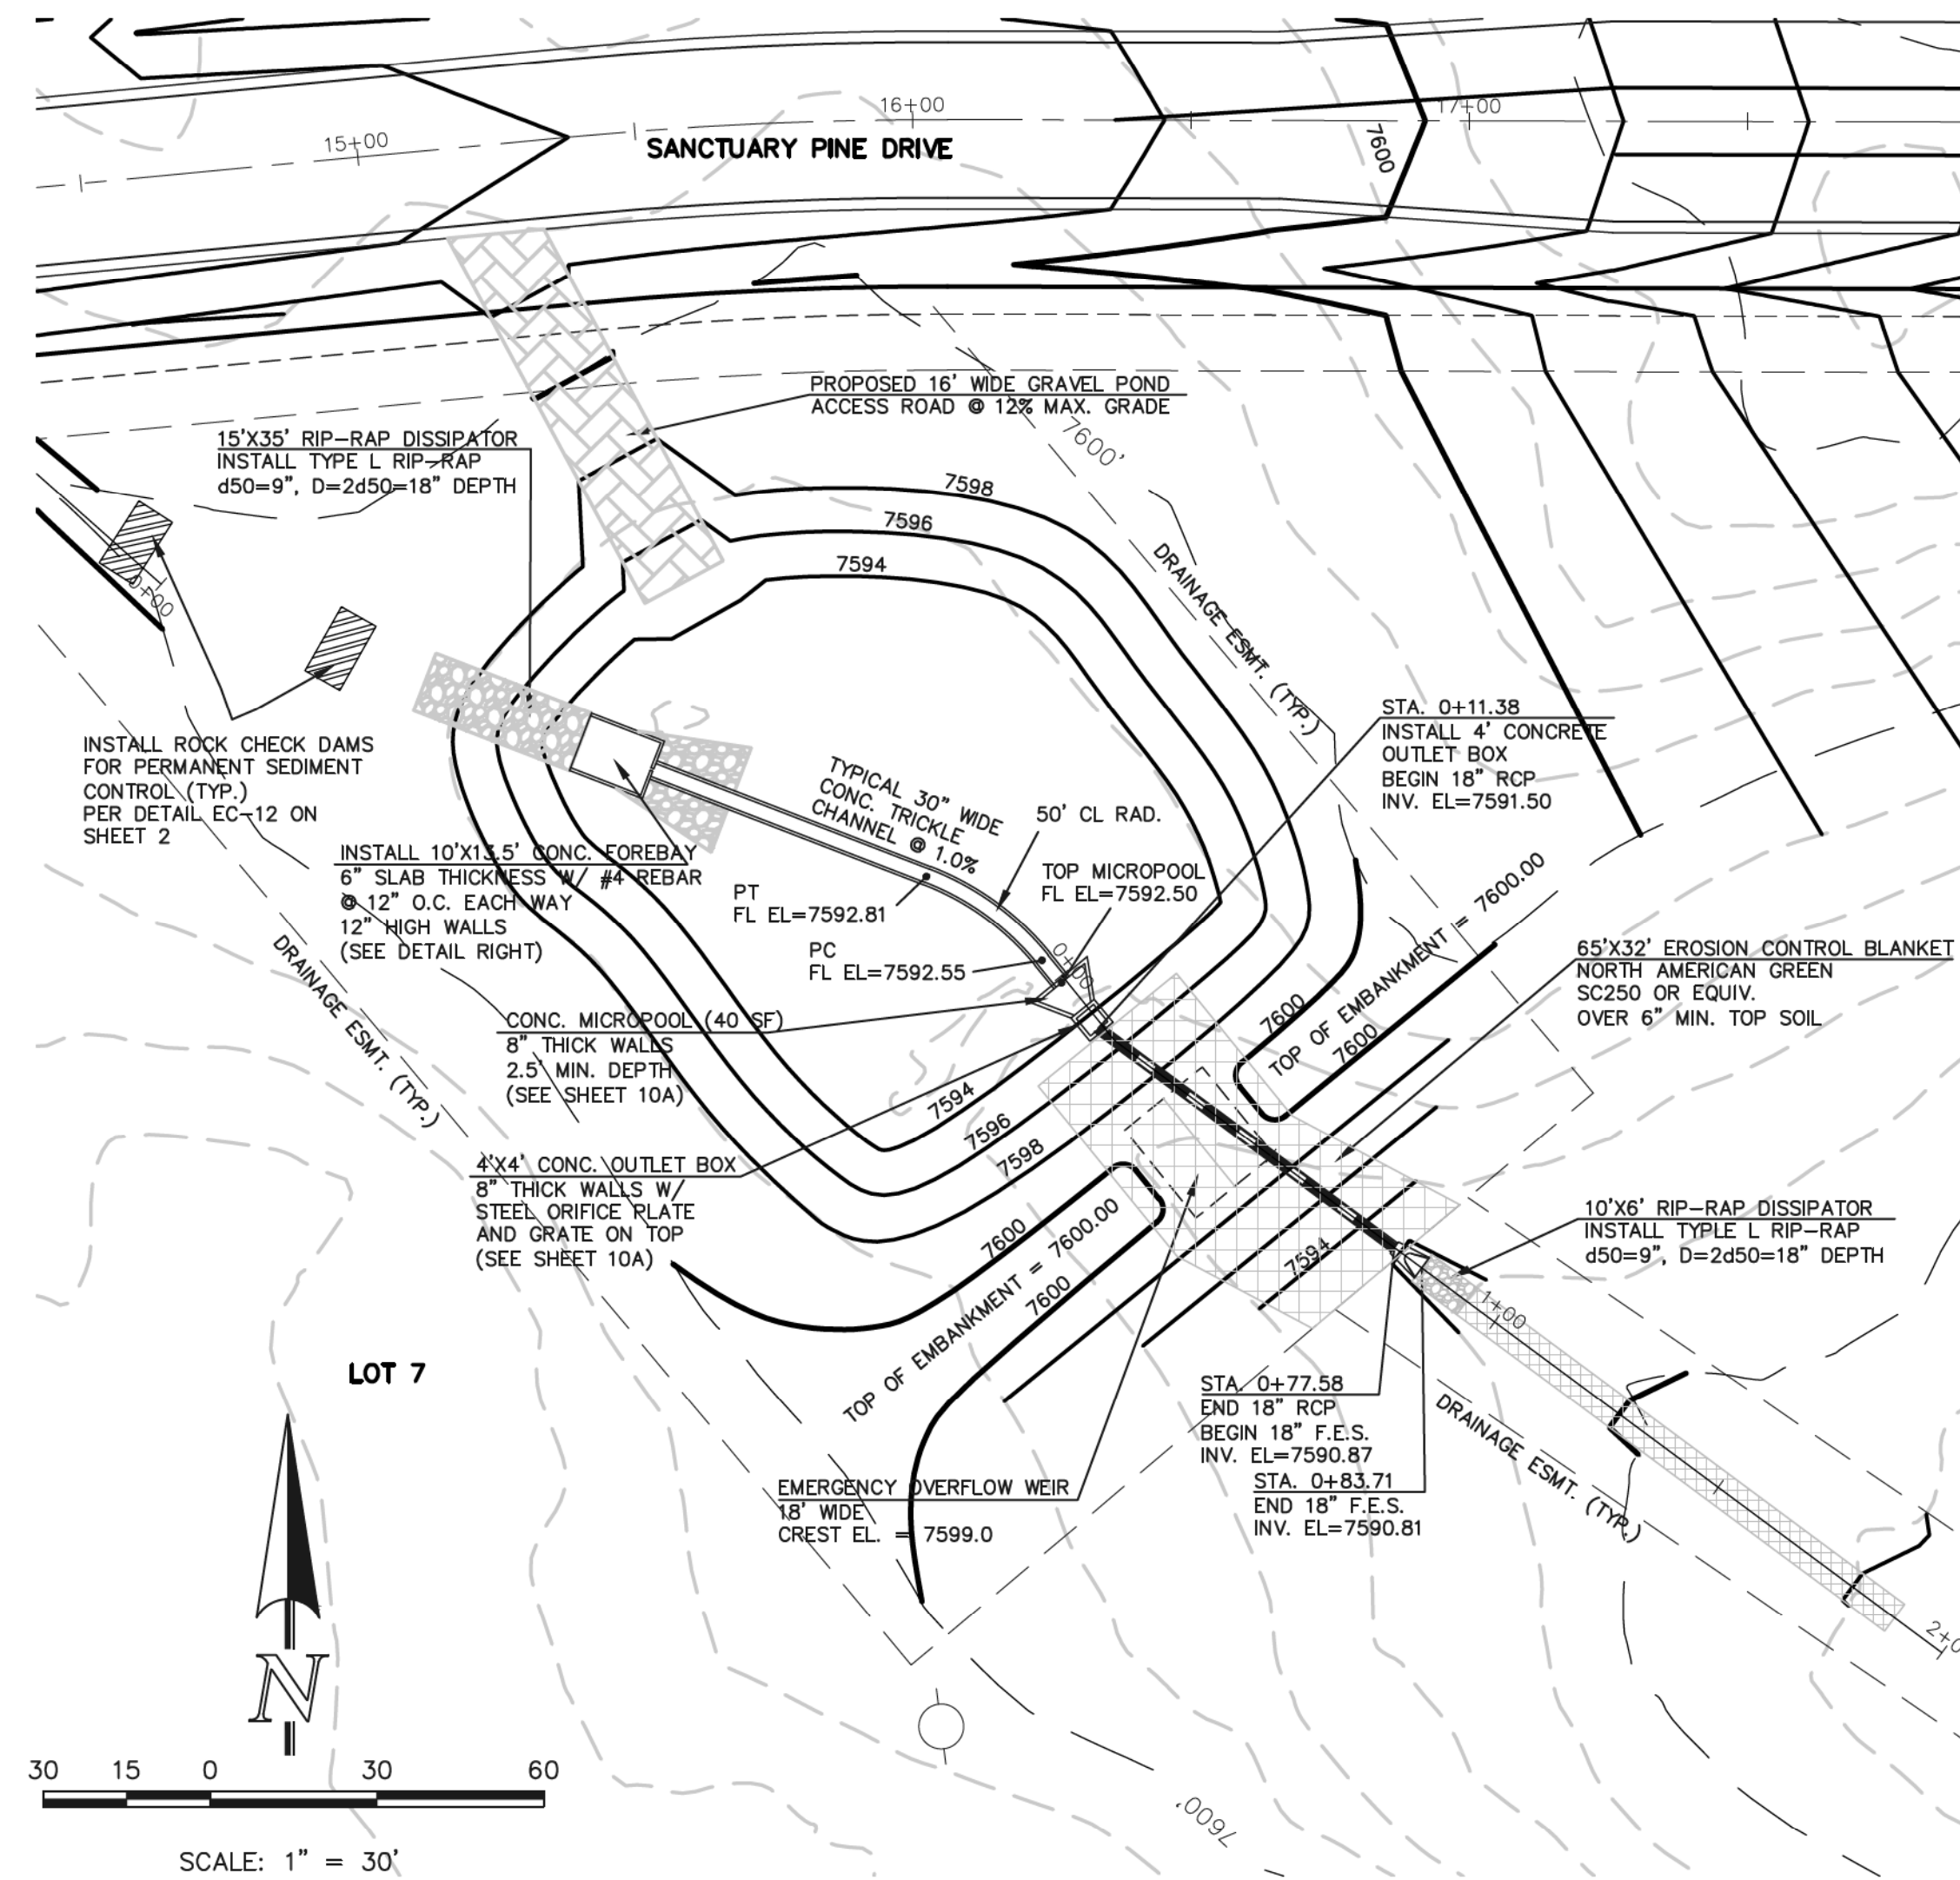 15+00
16+00
17+00
SANCTUARY PINE DRIVE
7600
PROPOSED 16' WIDE GRAVEL POND
ACCESS ROAD @ 12% MAX. GRADE
7600'
15'X35' RIP-RAP DISSIPATOR
INSTALL TYPE L RIP-RAP
d50=9", D=2d50=18" DEPTH
7598
7596
7594
DRAINAGE ESMT. (TYP.)
0+00
INSTALL ROCK CHECK DAMS
FOR PERMANENT SEDIMENT
CONTROL (TYP.)
PER DETAIL EC-12 ON
SHEET 2
STA. 0+11.38
INSTALL 4' CONCRETE
OUTLET BOX
BEGIN 18" RCP
INV. EL=7591.50
TYPICAL 30" WIDE
CONC. TRICKLE
CHANNEL @ 1.0%
50' CL RAD.
INSTALL 10'X13.5' CONC. FOREBAY
6" SLAB THICKNESS W/ #4 REBAR
@ 12" O.C. EACH WAY
12" HIGH WALLS
(SEE DETAIL RIGHT)
TOP MICROPOOL
FL EL=7592.50
PT
FL EL=7592.81
PC
FL EL=7592.55
0+00
DRAINAGE ESMT. (TYP.)
65'X32' EROSION CONTROL BLANKET
NORTH AMERICAN GREEN
SC250 OR EQUIV.
OVER 6" MIN. TOP SOIL
TOP OF EMBANKMENT = 7600.00
7600
7600
CONC. MICROPOOL (40 SF)
8" THICK WALLS
2.5' MIN. DEPTH
(SEE SHEET 10A)
7594
7596
7598
4'X4' CONC. OUTLET BOX
8" THICK WALLS W/
STEEL ORIFICE PLATE
AND GRATE ON TOP
(SEE SHEET 10A)
10'X6' RIP-RAP DISSIPATOR
INSTALL TYPLE L RIP-RAP
d50=9", D=2d50=18" DEPTH
7600
TOP OF EMBANKMENT = 7600.00
7600
7594
1+00
LOT 7
STA. 0+77.58
END 18" RCP
BEGIN 18" F.E.S.
INV. EL=7590.87
STA. 0+83.71
END 18" F.E.S.
INV. EL=7590.81
DRAINAGE ESMT. (TYP.)
EMERGENCY OVERFLOW WEIR
18' WIDE
CREST EL. = 7599.0
2+0
N
7600'
30 15 0 30 60
SCALE: 1" = 30'